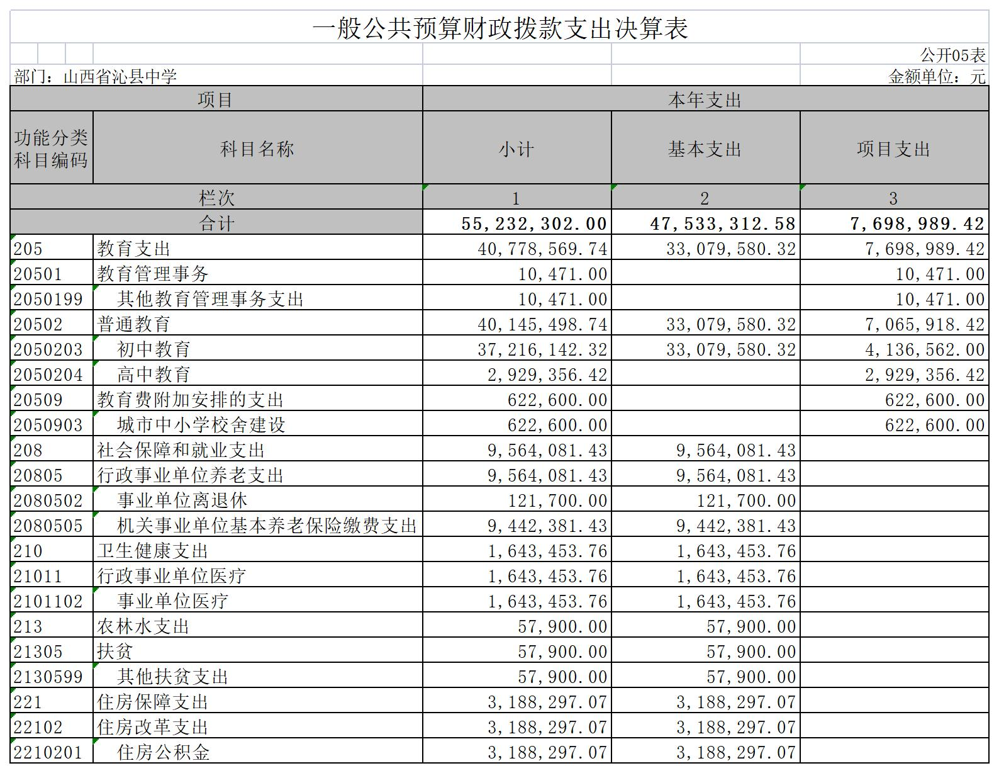 一般公共预算财政拨款支出决算表
公开05表
部门：山西省沁县中学 金额单位：元
项目 本年支出
功能分类
科目编码 科目名称 小计 基本支出 项目支出
栏次 1 2 3
合计 55,232,302.00 47,533,312.58 7,698,989.42
205 教育支出 40,778,569.74 33,079,580.32 7,698,989.42
20501 教育管理事务 10,471.00 10,471.00
2050199 其他教育管理事务支出 10,471.00 10,471.00
20502 普通教育 40,145,498.74 33,079,580.32 7,065,918.42
2050203 初中教育 37,216,142.32 33,079,580.32 4,136,562.00
2050204 高中教育 2,929,356.42 2,929,356.42
20509 教育费附加安排的支出 622,600.00 622,600.00
2050903 城市中小学校舍建设 622,600.00 622,600.00
208 社会保障和就业支出 9,564,081.43 9,564,081.43
20805 行政事业单位养老支出 9,564,081.43 9,564,081.43
2080502 事业单位离退休 121,700.00 121,700.00
2080505 机关事业单位基本养老保险缴费支出 9,442,381.43 9,442,381.43
210 卫生健康支出 1,643,453.76 1,643,453.76
21011 行政事业单位医疗 1,643,453.76 1,643,453.76
2101102 事业单位医疗 1,643,453.76 1,643,453.76
213 农林水支出 57,900.00 57,900.00
21305 扶贫 57,900.00 57,900.00
2130599 其他扶贫支出 57,900.00 57,900.00
221 住房保障支出 3,188,297.07 3,188,297.07
22102 住房改革支出 3,188,297.07 3,188,297.07
2210201 住房公积金 3,188,297.07 3,188,297.07